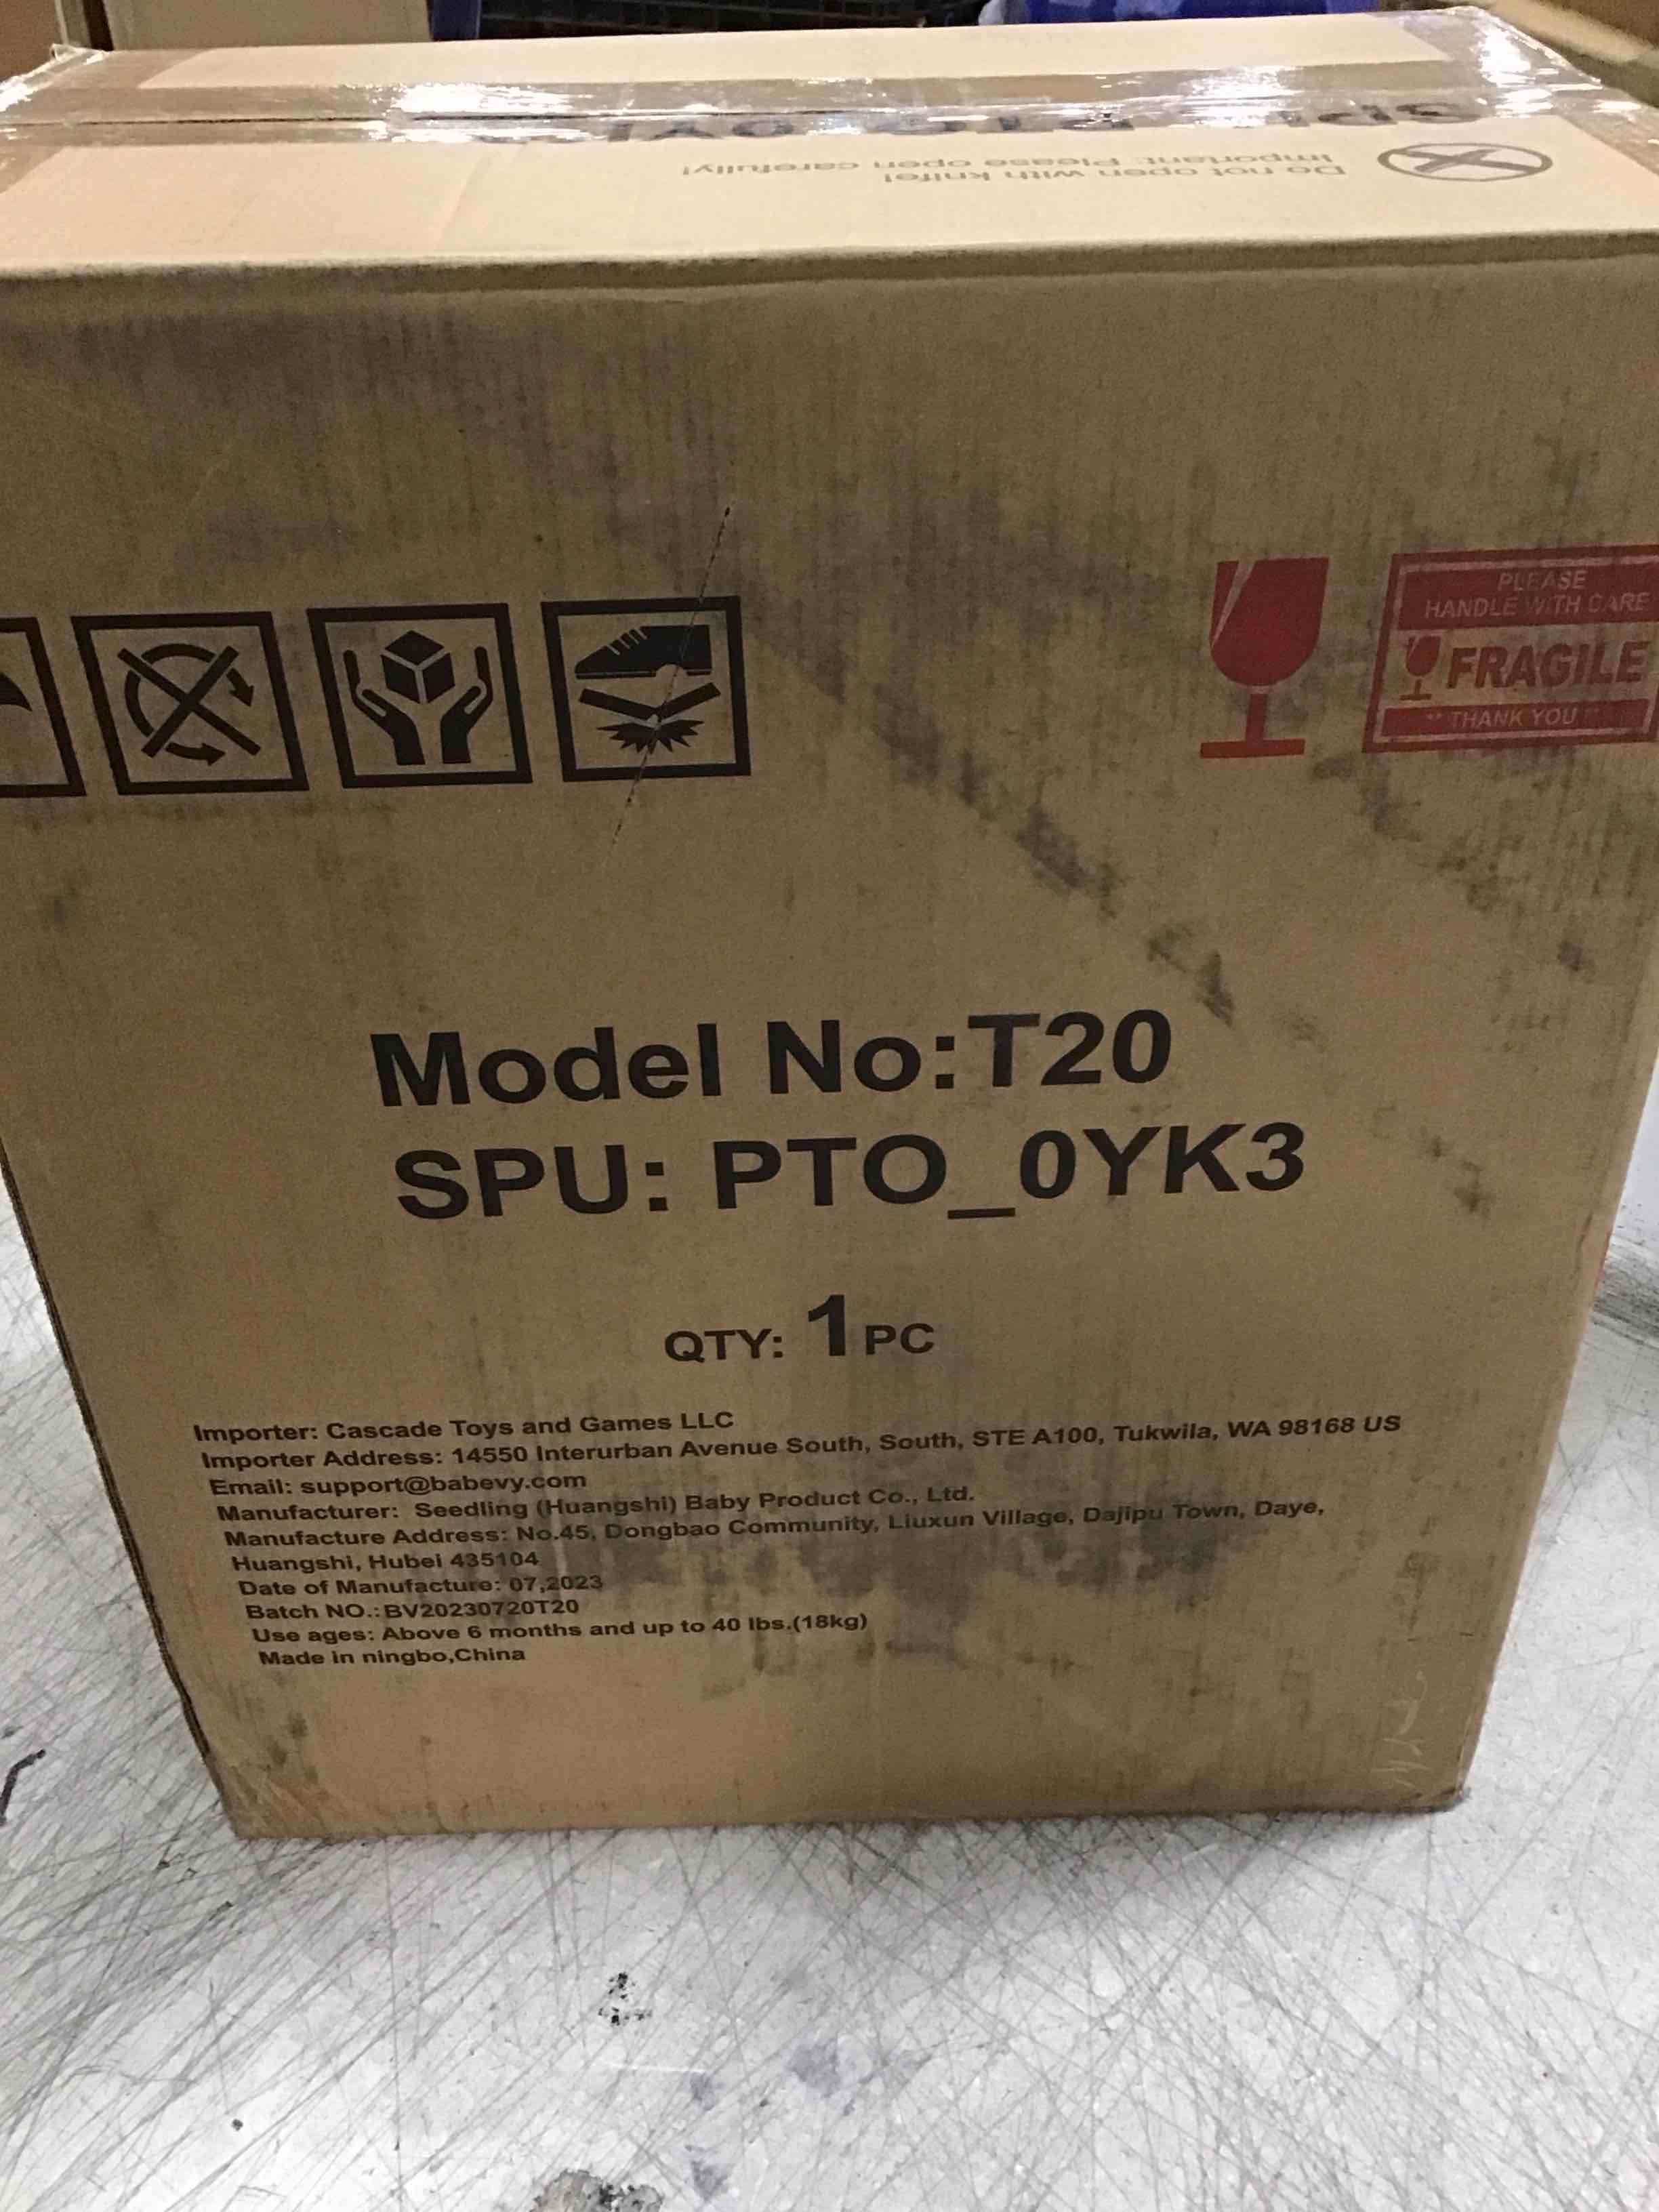 Do not open with knife!
Important: Please open carefully!
PLEASE
HANDLE WITH CARE
FRAGILE
" THANK YOU "
Model No:T20
SPU: PTO_0YK3
QTY: 1PC
Importer: Cascade Toys and Games LLC
Importer Address: 14550 Interurban Avenue South, South, STE A100, Tukwila, WA 98168 US
Email: support@babevy.com
Manufacturer: Seedling (Huangshi) Baby Product Co., Ltd.
Manufacture Address: No.45, Dongbao Community, Liuxun Village, Dajipu Town, Daye,
Huangshi, Hubei 435104
Date of Manufacture: 07,2023
Batch NO.:BV20230720T20
Use ages: Above 6 months and up to 40 lbs.(18kg)
Made in ningbo,China